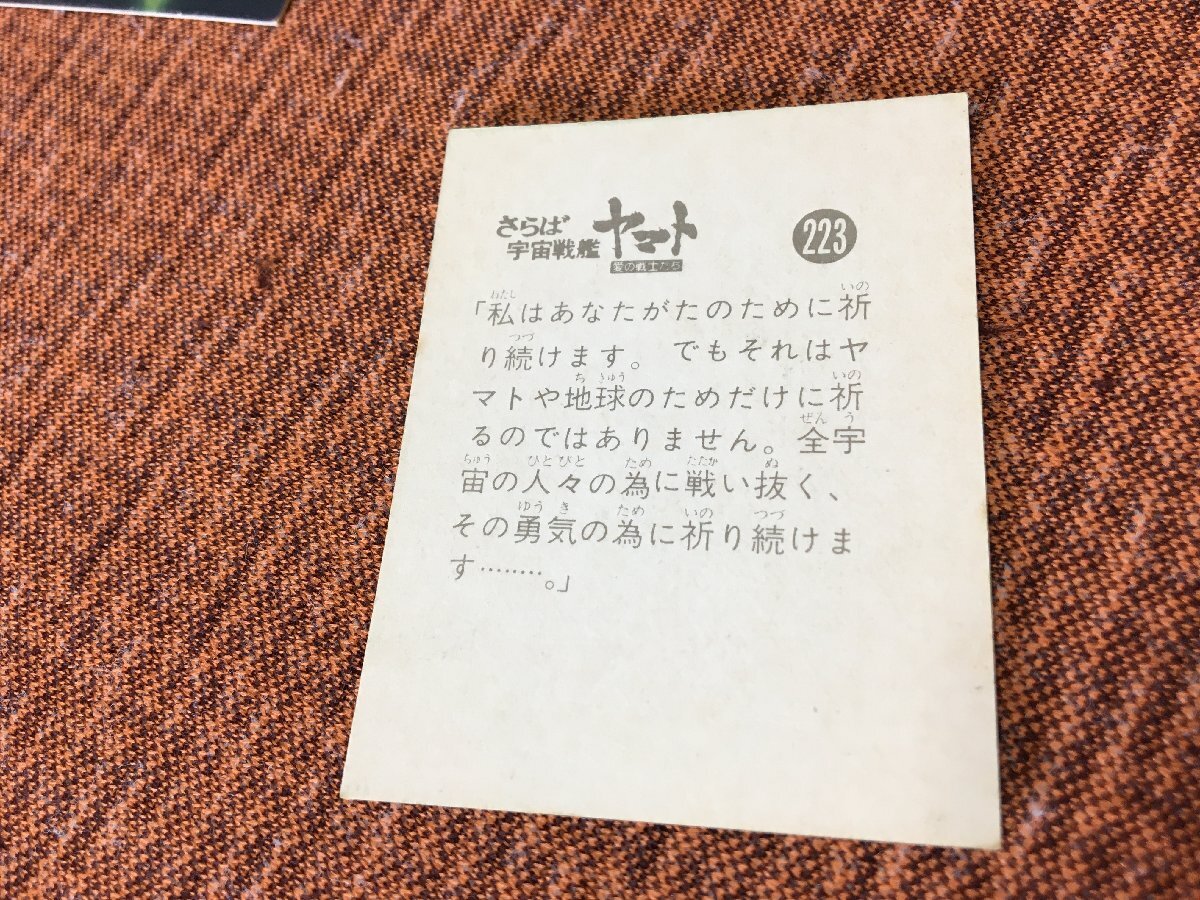 さらば
宇宙戦艦
ヤマト
愛の戦士たち
223
「私はあなたがたのために祈
り続けます。でもそれはヤ
マトや地球のためだけに祈
るのではありません。全宇
宙の人々の為に戦い抜く、
その勇気の為に祈り続けま
す………。」